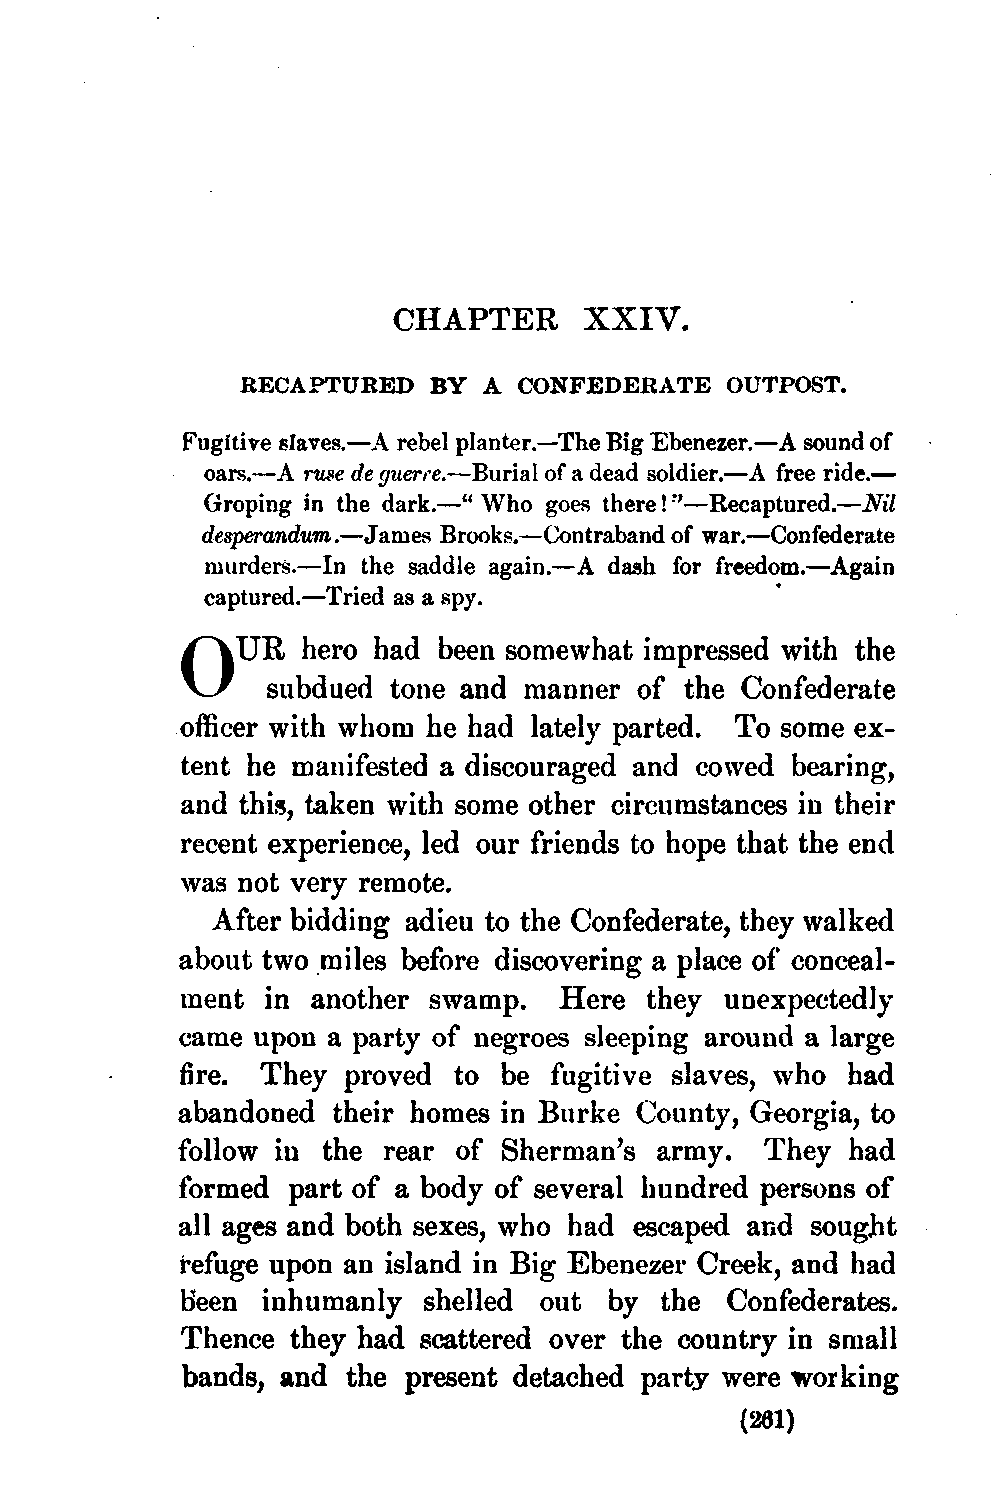 CHAPTER XXIV.
RECAPTURED BY A CONFEDERATE OUTPOST.
Fugitive slaves.—A rebel planter.—The Big Ebenezer.—A sound of
oars.—A ruse de guerre.—Burial of a dead soldier.—A free ride.—
Groping in the dark.—“ Who goes there!”—Recaptured.—Nil
desperandum.—James Brooks.—Contraband of war.—Confederate
murders.—In the saddle again.—A dash for freedom.—Again
captured.—Tried as a spy.
OUR hero had been somewhat impressed with the
subdued tone and manner of the Confederate
officer with whom he had lately parted. To some ex-
tent he manifested a discouraged and cowed bearing,
and this, taken with some other circumstances in their
recent experience, led our friends to hope that the end
was not very remote.
After bidding adieu to the Confederate, they walked
about two miles before discovering a place of conceal-
ment in another swamp. Here they unexpectedly
came upon a party of negroes sleeping around a large
fire. They proved to be fugitive slaves, who had
abandoned their homes in Burke County, Georgia, to
follow in the rear of Sherman’s army. They had
formed part of a body of several hundred persons of
all ages and both sexes, who had escaped and sought
refuge upon an island in Big Ebenezer Creek, and had
been inhumanly shelled out by the Confederates.
Thence they had scattered over the country in small
bands, and the present detached party were working
(261)